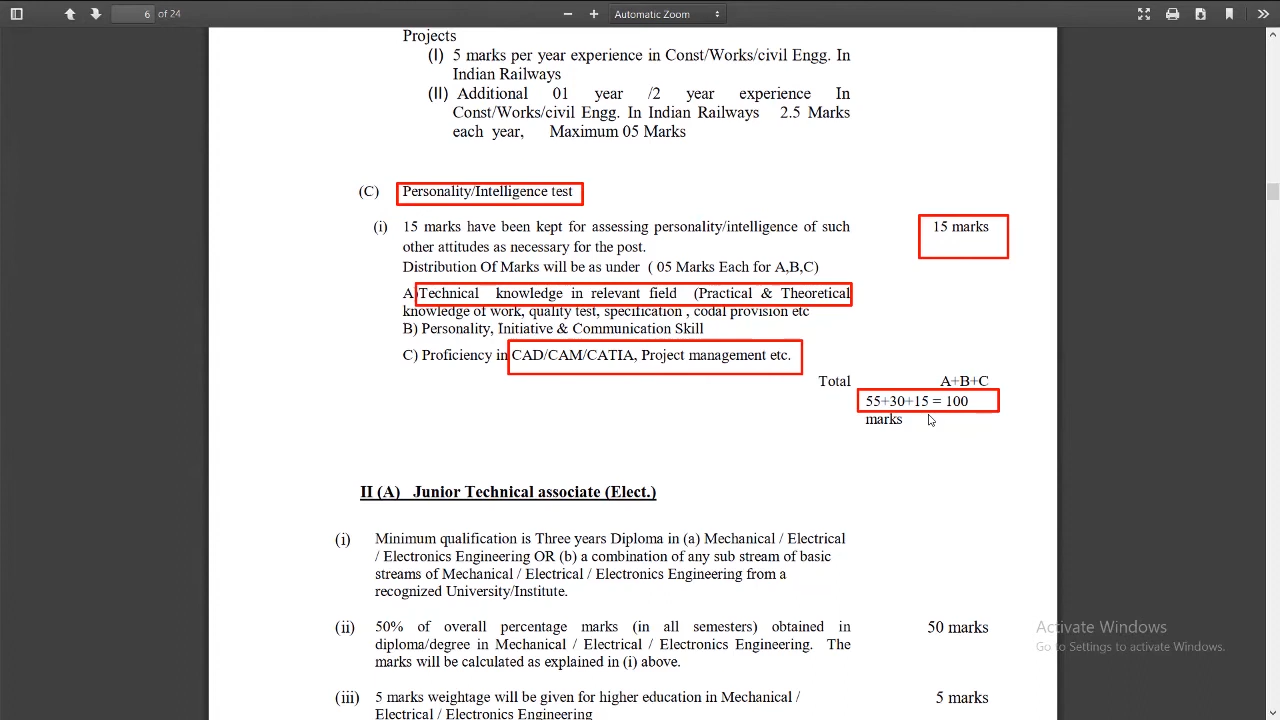 6 of 24 Automatic Zoom
Projects
(I) 5 marks per year experience in Const/Works/civil Engg. In
Indian Railways
(II) Additional 01 year /2 year experience In
Const/Works/civil Engg. In Indian Railways 2.5 Marks
each year, Maximum 05 Marks
(C) Personality/Intelligence test
(i) 15 marks have been kept for assessing personality/intelligence of such 15 marks
other attitudes as necessary for the post.
Distribution Of Marks will be as under ( 05 Marks Each for A,B,C)
A)Technical knowledge in relevant field (Practical & Theoretical
knowledge of work, quality test, specification , codal provision etc
B) Personality, Initiative & Communication Skill
C) Proficiency in CAD/CAM/CATIA, Project management etc.
Total A+B+C
55+30+15 = 100
marks
II (A) Junior Technical associate (Elect.)
(i) Minimum qualification is Three years Diploma in (a) Mechanical / Electrical
/ Electronics Engineering OR (b) a combination of any sub stream of basic
streams of Mechanical / Electrical / Electronics Engineering from a
recognized University/Institute.
(ii) 50% of overall percentage marks (in all semesters) obtained in 50 marks
diploma/degree in Mechanical / Electrical / Electronics Engineering. The
marks will be calculated as explained in (i) above.
Activate Windows
Go to Settings to activate Windows.
(iii) 5 marks weightage will be given for higher education in Mechanical / 5 marks
Electrical / Electronics Engineering